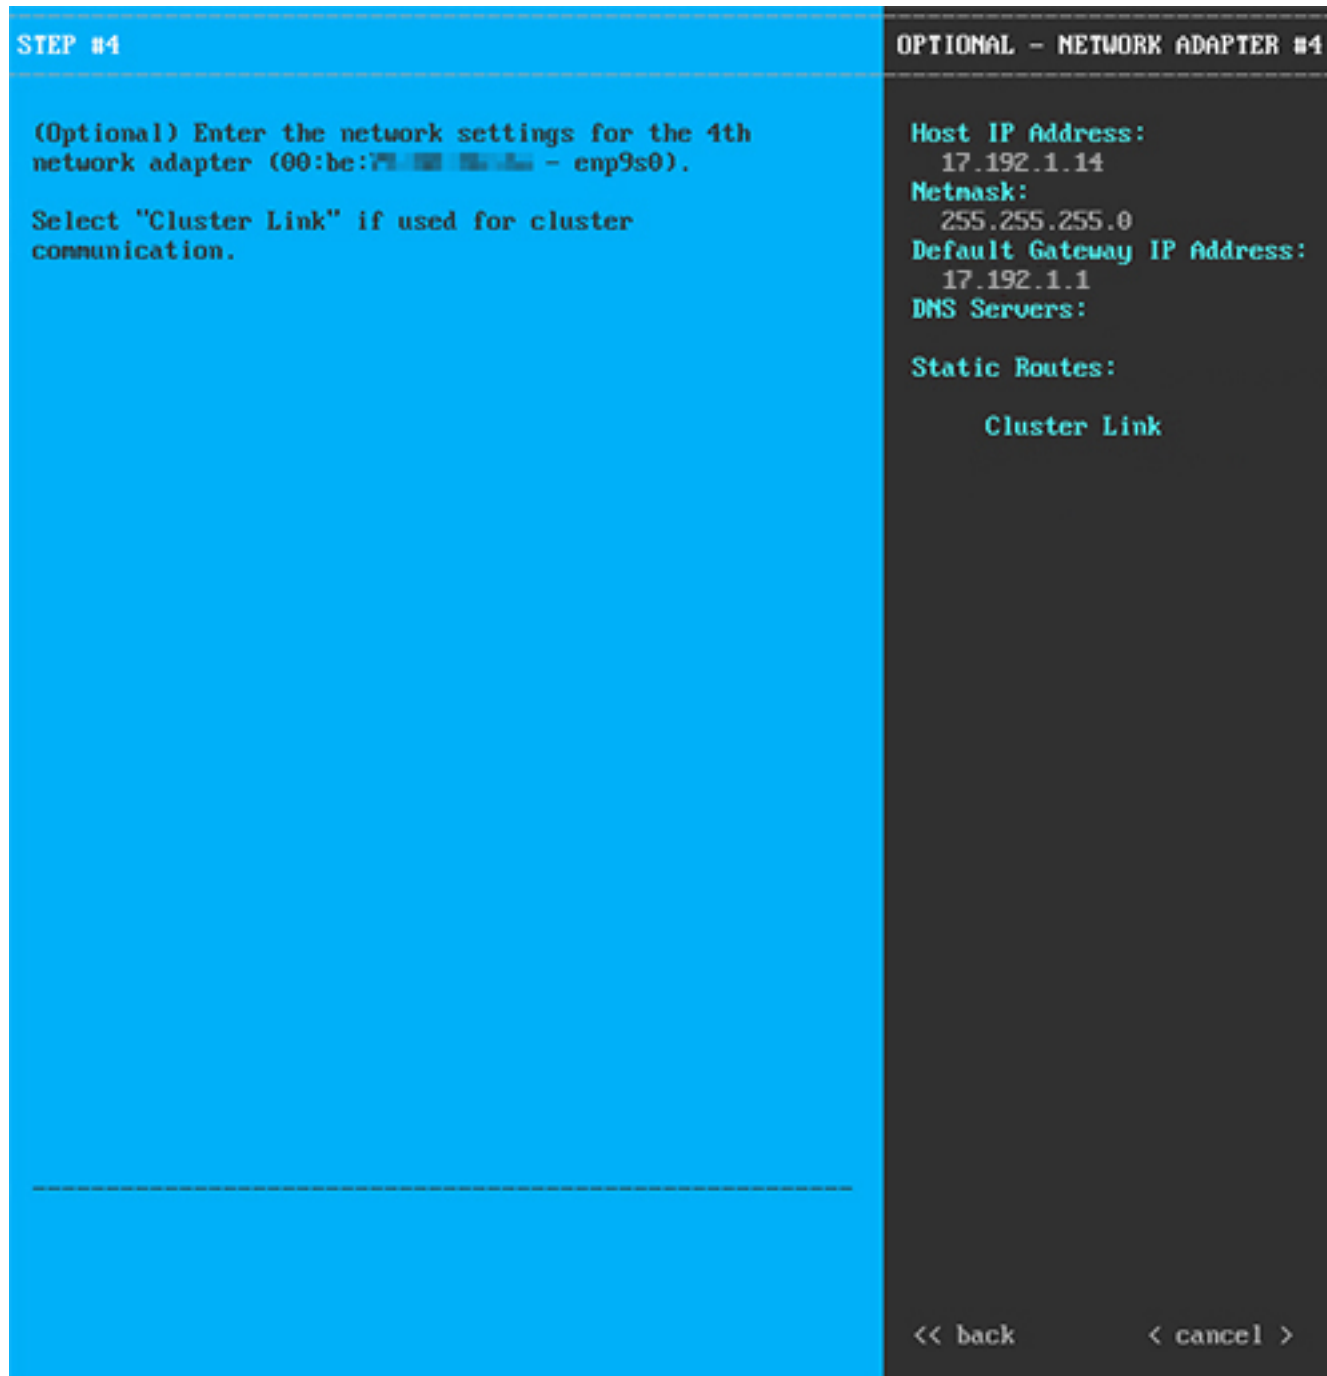 STEP #4
(Optional) Enter the network settings for the 4th
network adapter (00:be: - enp9s0).
Select "Cluster Link" if used for cluster
communication.
OPTIONAL - NETWORK ADAPTER #4
Host IP Address:
17.192.1.14
Netmask:
255.255.255.0
Default Gateway IP Address:
17.192.1.1
DNS Servers:
Static Routes:
Cluster Link
<< back
< cancel >